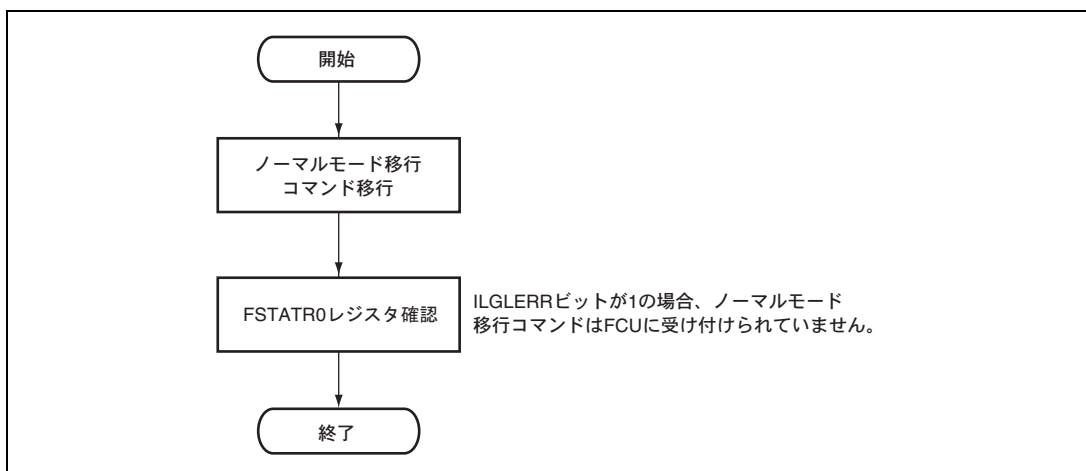 開始
ノーマルモード移行
コマンド移行
FSTATR0レジスタ確認
ILGLERRビットが1の場合、ノーマルモード
移行コマンドはFCUに受け付けられていません。
終了